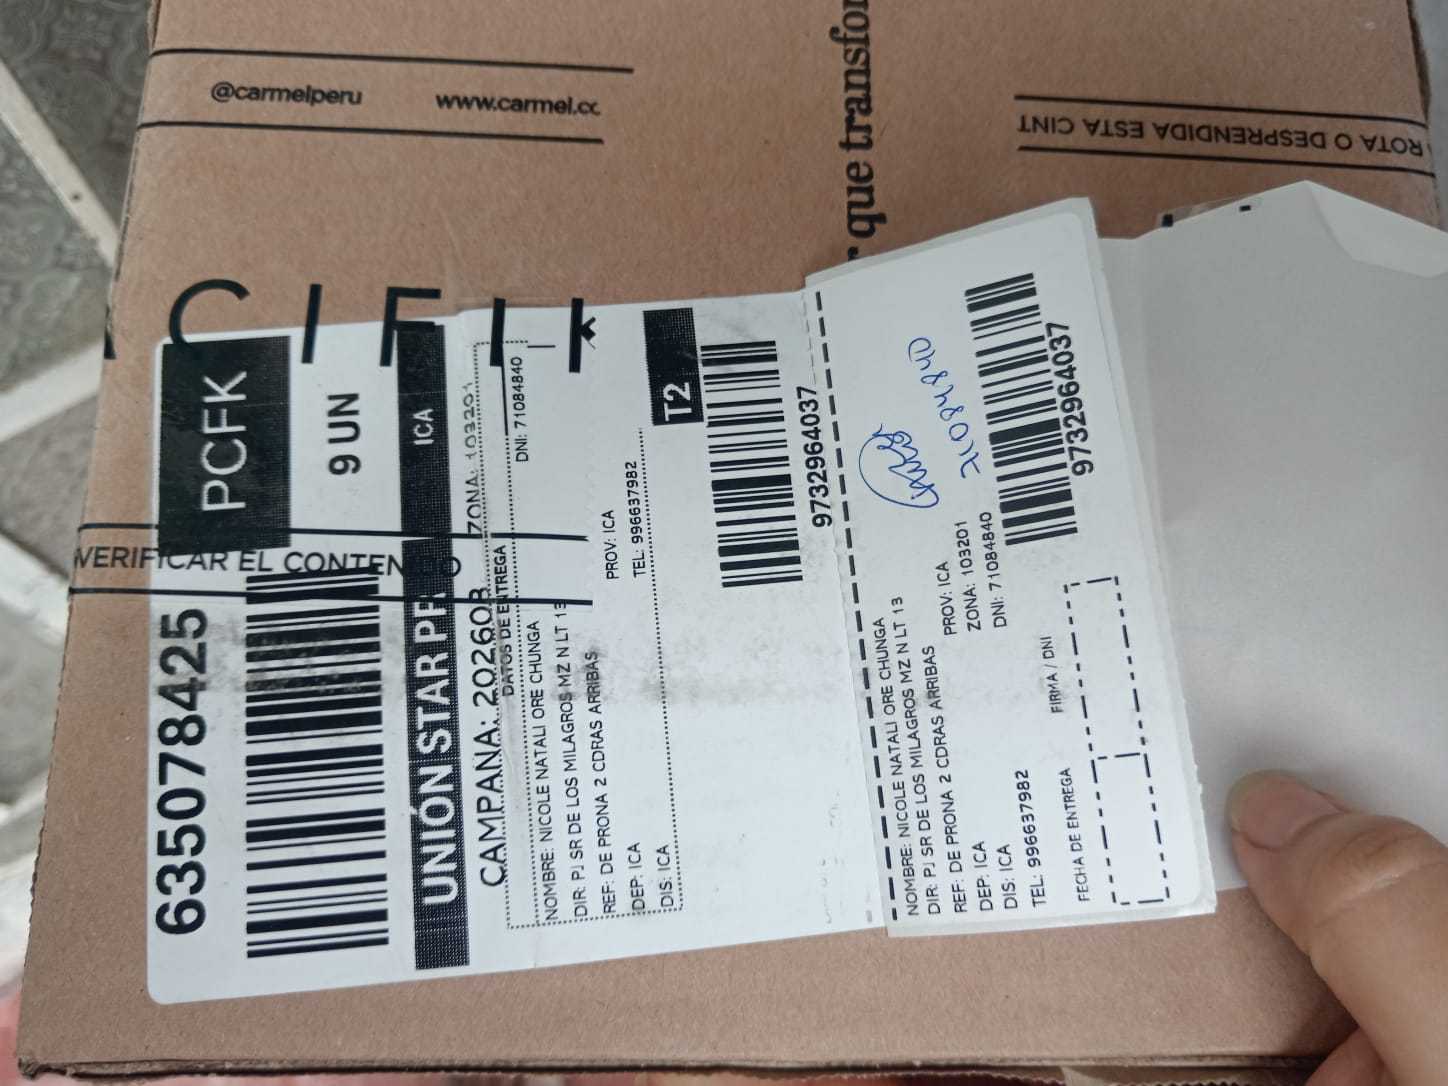 @carmelperu
www.carmel.cc
que transfor
ROTA O DESPRENDIDA ESTA CINT
PCFK
9 UN
VERIFICAR EL CONTEN
6350784425
UNIÓN STAR PR
ICA
CAMPAÑA: 202603
ZONA: 103201
DATOS DE ENTREGA
DNI: 71084840
NOMBRE: NICOLE NATALI ORE CHUNGA
DIR: PJ SR DE LOS MILAGROS MZ N LT 13
REF: DE PRONA 2 CDRAS ARRIBAS
DEP: ICA
PROV: ICA
DIS: ICA
TEL: 996637982
T2
9732964037
71084840
NOMBRE: NICOLE NATALI ORE CHUNGA
DIR: PJ SR DE LOS MILAGROS MZ N LT 13
REF: DE PRONA 2 CDRAS ARRIBAS
DEP: ICA
PROV: ICA
DIS: ICA
ZONA: 103201
TEL: 996637982
DNI: 71084840
9732964037
FECHA DE ENTREGA
FIRMA / DNI